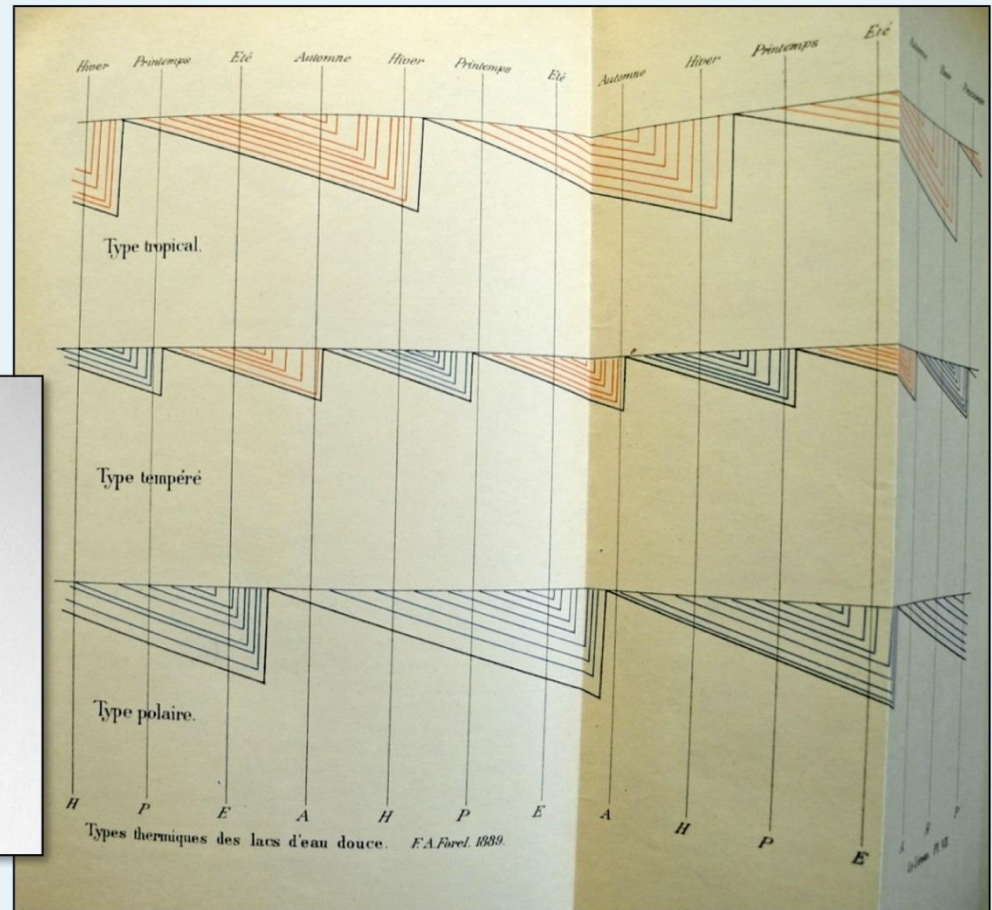 Hiver Printemps Eté Automne Hiver Printemps Eté Automne Hiver Printemps Eté
Type tropical.
Type tempéré
Type polaire.
H P E A H P E A H P E A H P
Types thermiques des lacs d'eau douce. F.A.Forel. 1889.